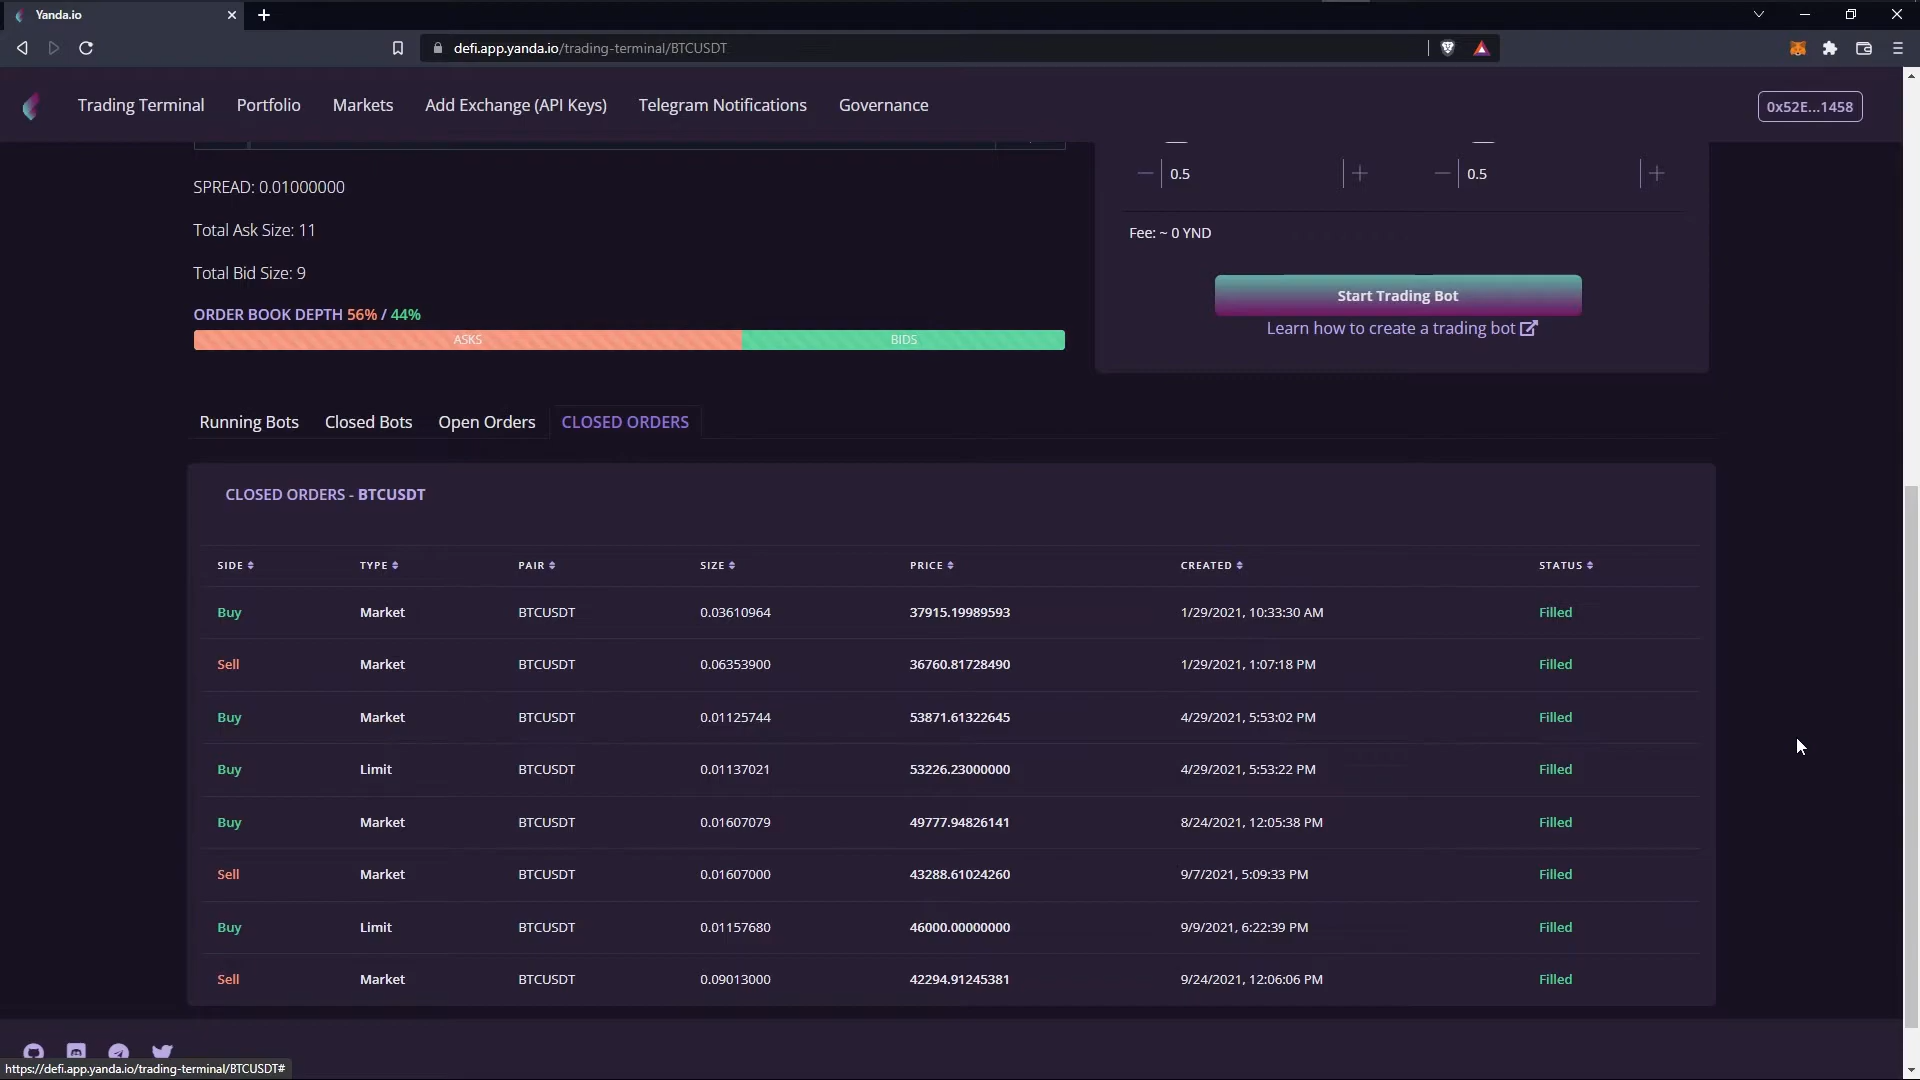 Yanda.io
defi.app.yanda.io/trading-terminal/BTCUSDT
Trading Terminal Portfolio Markets Add Exchange (API Keys) Telegram Notifications Governance 0x52E...1458
0.5 0.5
SPREAD: 0.01000000
Total Ask Size: 11
Fee: ~ 0 YND
Total Bid Size: 9
Start Trading Bot
ORDER BOOK DEPTH 56% / 44%
Learn how to create a trading bot
ASKS BIDS
Running Bots Closed Bots Open Orders CLOSED ORDERS
CLOSED ORDERS - BTCUSDT
SIDE TYPE PAIR SIZE PRICE CREATED STATUS
Buy Market BTCUSDT 0.03610964 37915.19989593 1/29/2021, 10:33:30 AM Filled
Sell Market BTCUSDT 0.06353900 36760.81728490 1/29/2021, 1:07:18 PM Filled
Buy Market BTCUSDT 0.01125744 53871.61322645 4/29/2021, 5:53:02 PM Filled
Buy Limit BTCUSDT 0.01137021 53226.23000000 4/29/2021, 5:53:22 PM Filled
Buy Market BTCUSDT 0.01607079 49777.94826141 8/24/2021, 12:05:38 PM Filled
Sell Market BTCUSDT 0.01607000 43288.61024260 9/7/2021, 5:09:33 PM Filled
Buy Limit BTCUSDT 0.01157680 46000.00000000 9/9/2021, 6:22:39 PM Filled
Sell Market BTCUSDT 0.09013000 42294.91245381 9/24/2021, 12:06:06 PM Filled
https://defi.app.yanda.io/trading-terminal/BTCUSDT#